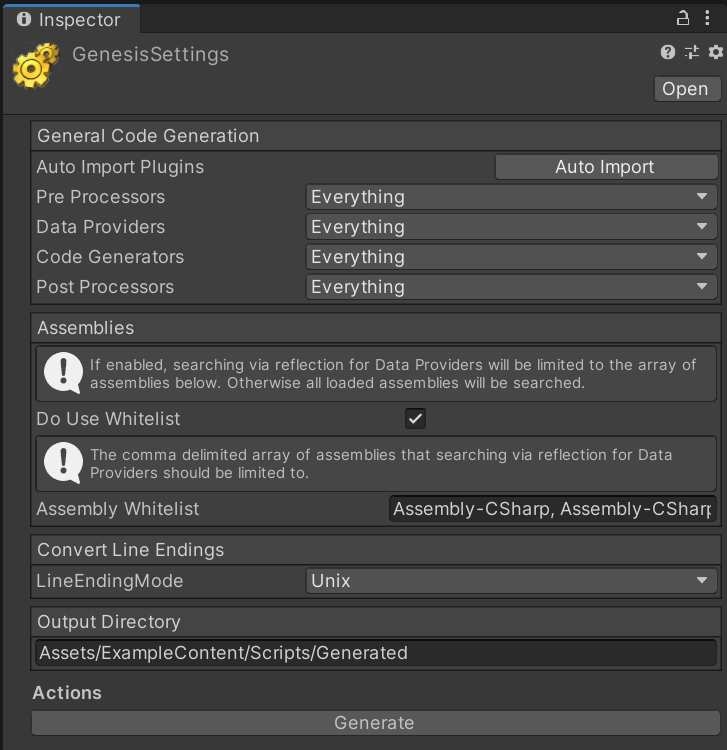 Inspector
GenesisSettings
Open
General Code Generation
Auto Import Plugins Auto Import
Pre Processors Everything
Data Providers Everything
Code Generators Everything
Post Processors Everything
Assemblies
If enabled, searching via reflection for Data Providers will be limited to the array of
assemblies below. Otherwise all loaded assemblies will be searched.
Do Use Whitelist
The comma delimited array of assemblies that searching via reflection for Data
Providers should be limited to.
Assembly Whitelist Assembly-CSharp, Assembly-CSharp
Convert Line Endings
LineEndingMode Unix
Output Directory
Assets/ExampleContent/Scripts/Generated
Actions
Generate